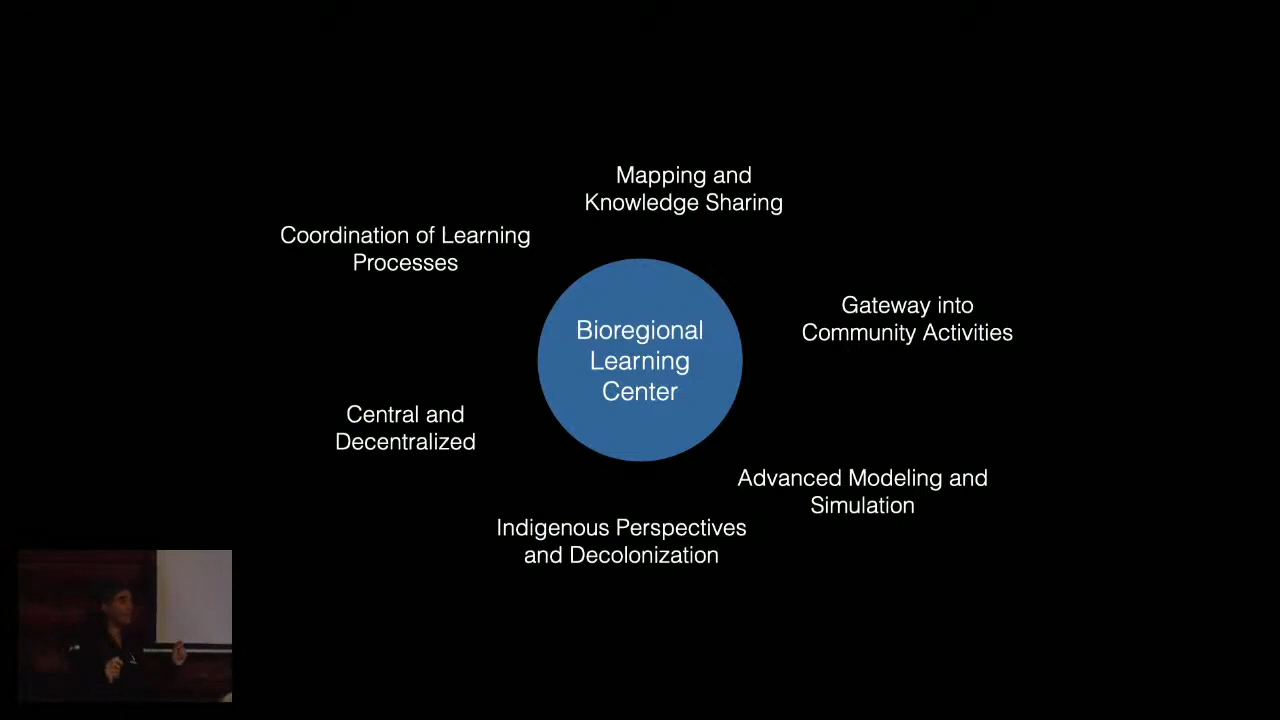 Mapping and
Knowledge Sharing
Coordination of Learning
Processes
Gateway into
Community Activities
Bioregional
Learning
Center
Central and
Decentralized
Advanced Modeling and
Simulation
Indigenous Perspectives
and Decolonization